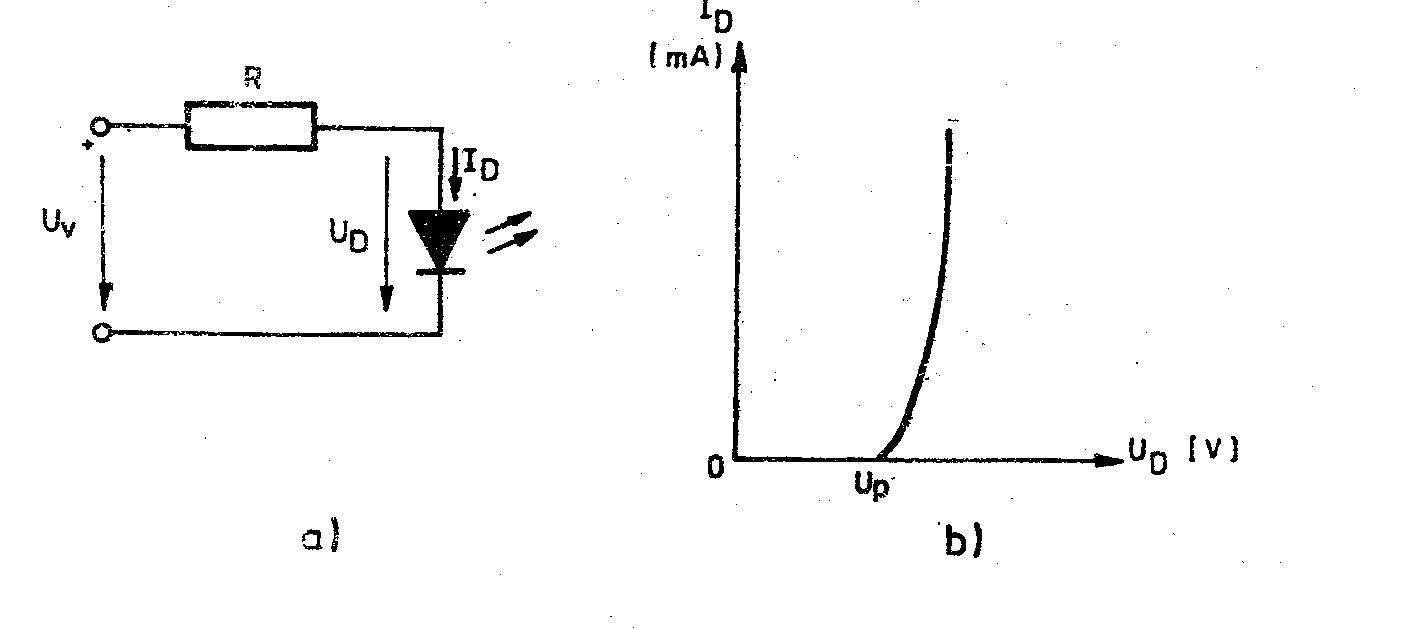 R
+
I_D
U_v
U_D
a)
I_D
(mA)
0
U_p
U_D [V]
b)